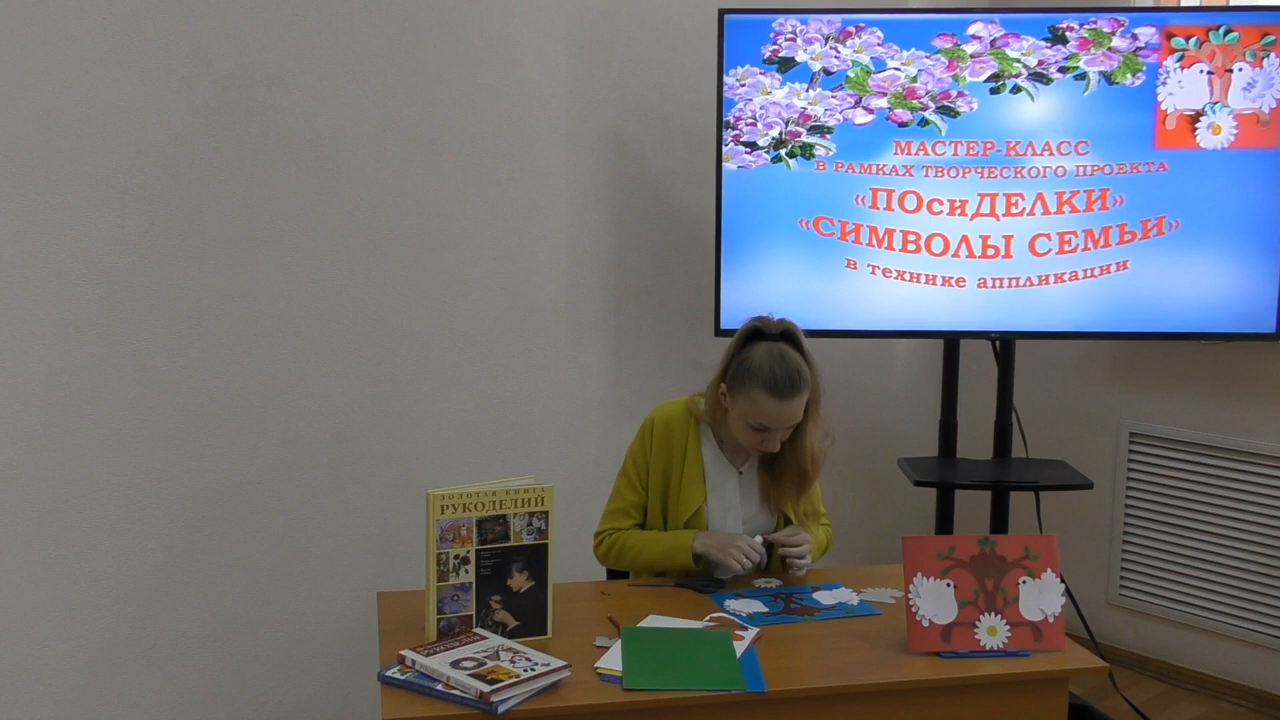 МАСТЕР-КЛАСС
В РАМКАХ ТВОРЧЕСКОГО ПРОЕКТА
«ПОсиДЕЛКИ»
«СИМВОЛЫ СЕМЬИ»
в технике аппликации
ЗОЛОТАЯ КНИГА
РУКОДЕЛИЙ